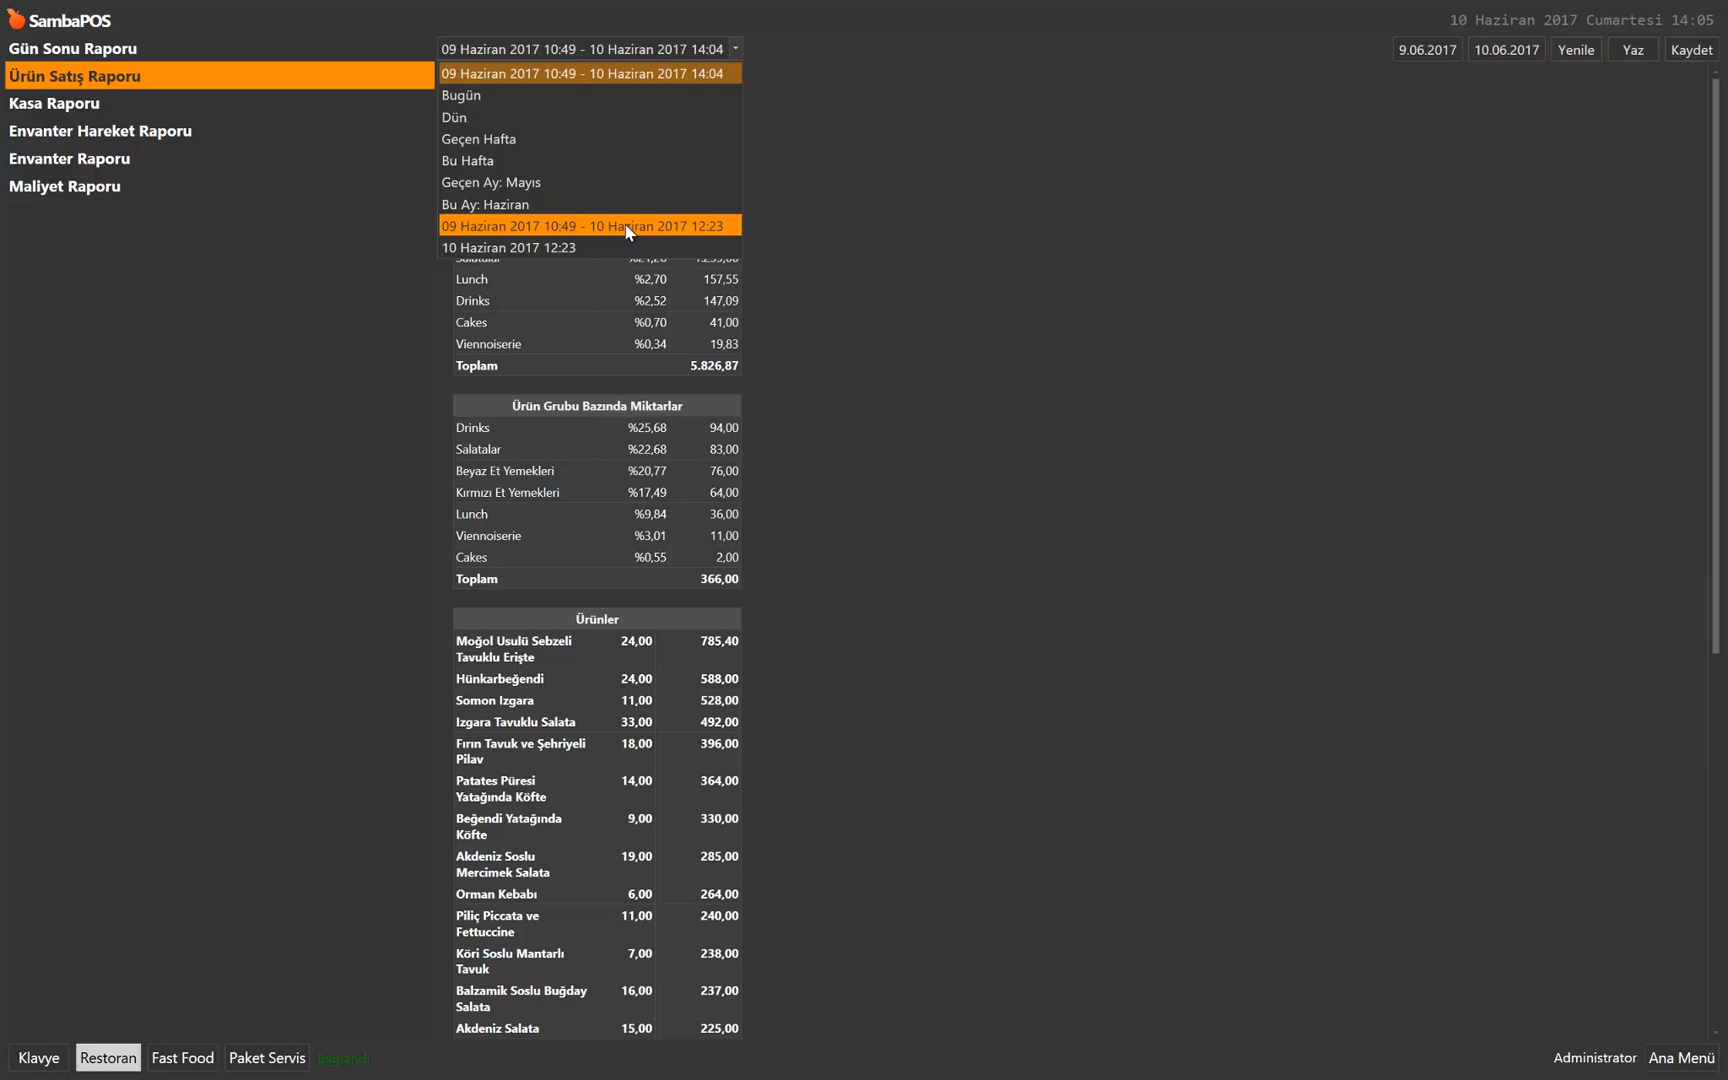 SambaPOS
10 Haziran 2017 Cumartesi 14:05
Gün Sonu Raporu
Ürün Satış Raporu
Kasa Raporu
Envanter Hareket Raporu
Envanter Raporu
Maliyet Raporu
09 Haziran 2017 10:49 - 10 Haziran 2017 14:04
9.06.2017 10.06.2017 Yenile Yaz Kaydet
09 Haziran 2017 10:49 - 10 Haziran 2017 14:04
Bugün
Dün
Geçen Hafta
Bu Hafta
Geçen Ay: Mayıs
Bu Ay: Haziran
09 Haziran 2017 10:49 - 10 Haziran 2017 12:23
10 Haziran 2017 12:23
Lunch %2,70 157,55
Drinks %2,52 147,09
Cakes %0,70 41,00
Viennoiserie %0,34 19,83
Toplam 5.826,87
Ürün Grubu Bazında Miktarlar
Drinks %25,68 94,00
Salatalar %22,68 83,00
Beyaz Et Yemekleri %20,77 76,00
Kırmızı Et Yemekleri %17,49 64,00
Lunch %9,84 36,00
Viennoiserie %3,01 11,00
Cakes %0,55 2,00
Toplam 366,00
Ürünler
Moğol Usulü Sebzeli 24,00 785,40
Tavuklu Erişte
Hünkarbeğendi 24,00 588,00
Somon Izgara 11,00 528,00
Izgara Tavuklu Salata 33,00 492,00
Fırın Tavuk ve Şehriyeli 18,00 396,00
Pilav
Patates Püresi 14,00 364,00
Yatağında Köfte
Beğendi Yatağında 9,00 330,00
Köfte
Akdeniz Soslu 19,00 285,00
Mercimek Salata
Orman Kebabı 6,00 264,00
Piliç Piccata ve 11,00 240,00
Fettuccine
Köri Soslu Mantarlı 7,00 238,00
Tavuk
Balzamik Soslu Buğday 16,00 237,00
Salata
Akdeniz Salata 15,00 225,00
Klavye Restoran Fast Food Paket Servis Bağlandı
Administrator Ana Menü